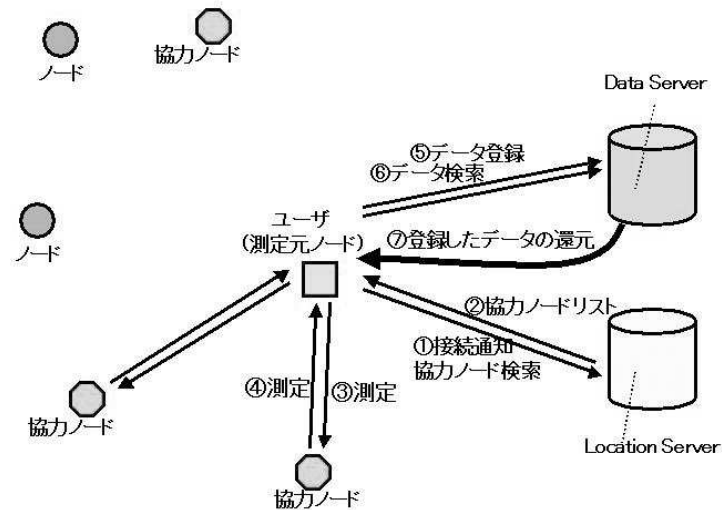 ノード
協力ノード
Data Server
⑤データ登録
⑥データ検索
ノード
ユーザ
(測定元ノード)
⑦登録したデータの還元
②協力ノードリスト
①接続通知
協力ノード検索
④測定
③測定
協力ノード
Location Server
協力ノード